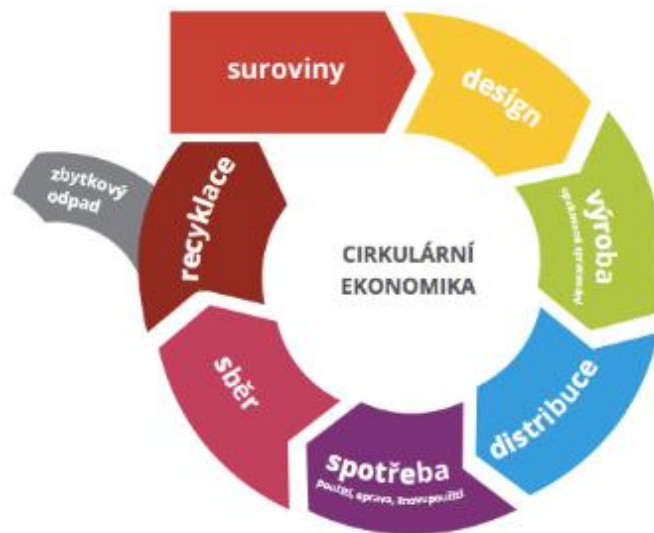 suroviny
design
výroba
distribuce
spotřeba
použití, oprava, znovupoužití
sběr
recyklace
zbytkový
odpad
CIRKULÁRNÍ
EKONOMIKA